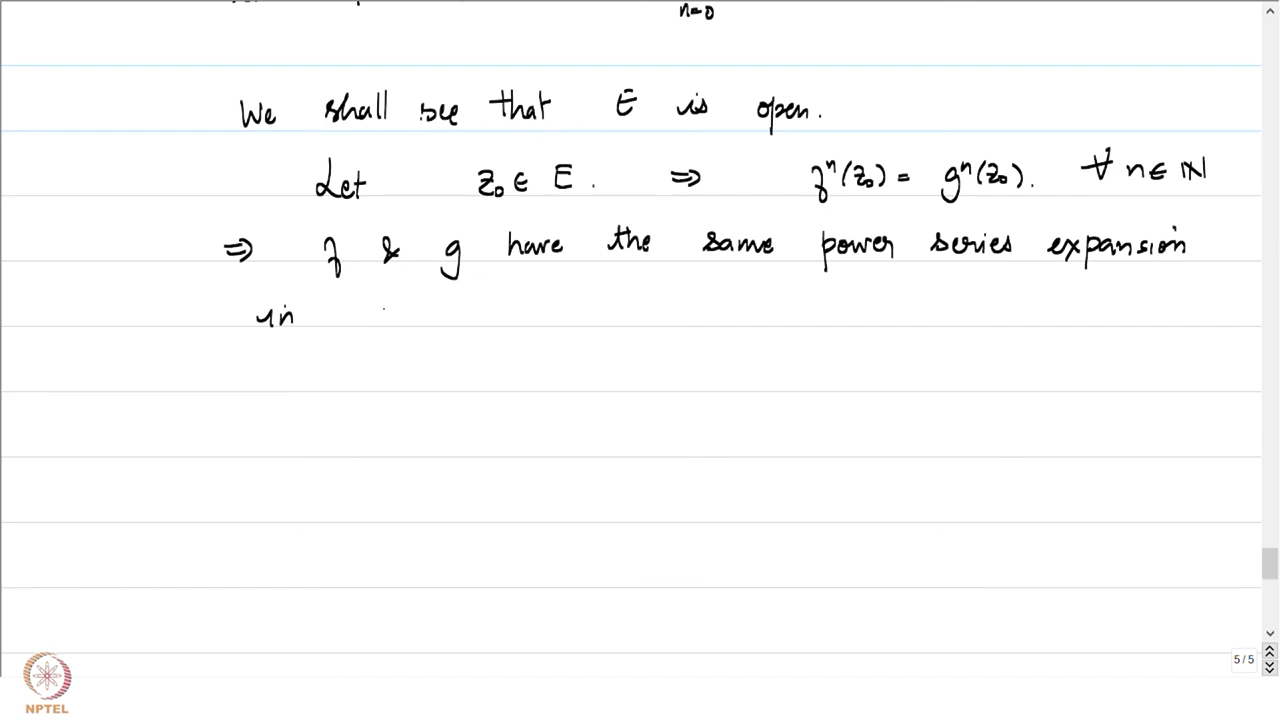 n=0
We shall see that E is open.
Let z₀ ∈ E. ⇒ fⁿ(z₀) = gⁿ(z₀). ∀ n ∈ ℕ
⇒ f & g have the same power series expansion
in
5 / 5
NPTEL